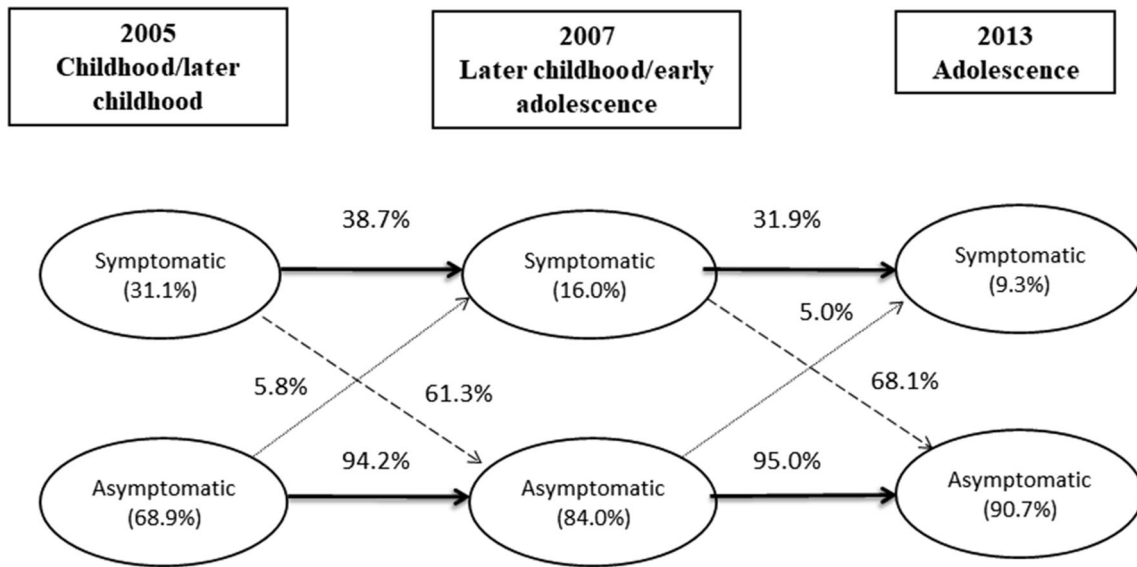 2005
Childhood/later
childhood
2007
Later childhood/early
adolescence
2013
Adolescence
38.7%
31.9%
Symptomatic
(31.1%)
Symptomatic
(16.0%)
Symptomatic
(9.3%)
5.0%
5.8%
61.3%
68.1%
94.2%
95.0%
Asymptomatic
(68.9%)
Asymptomatic
(84.0%)
Asymptomatic
(90.7%)